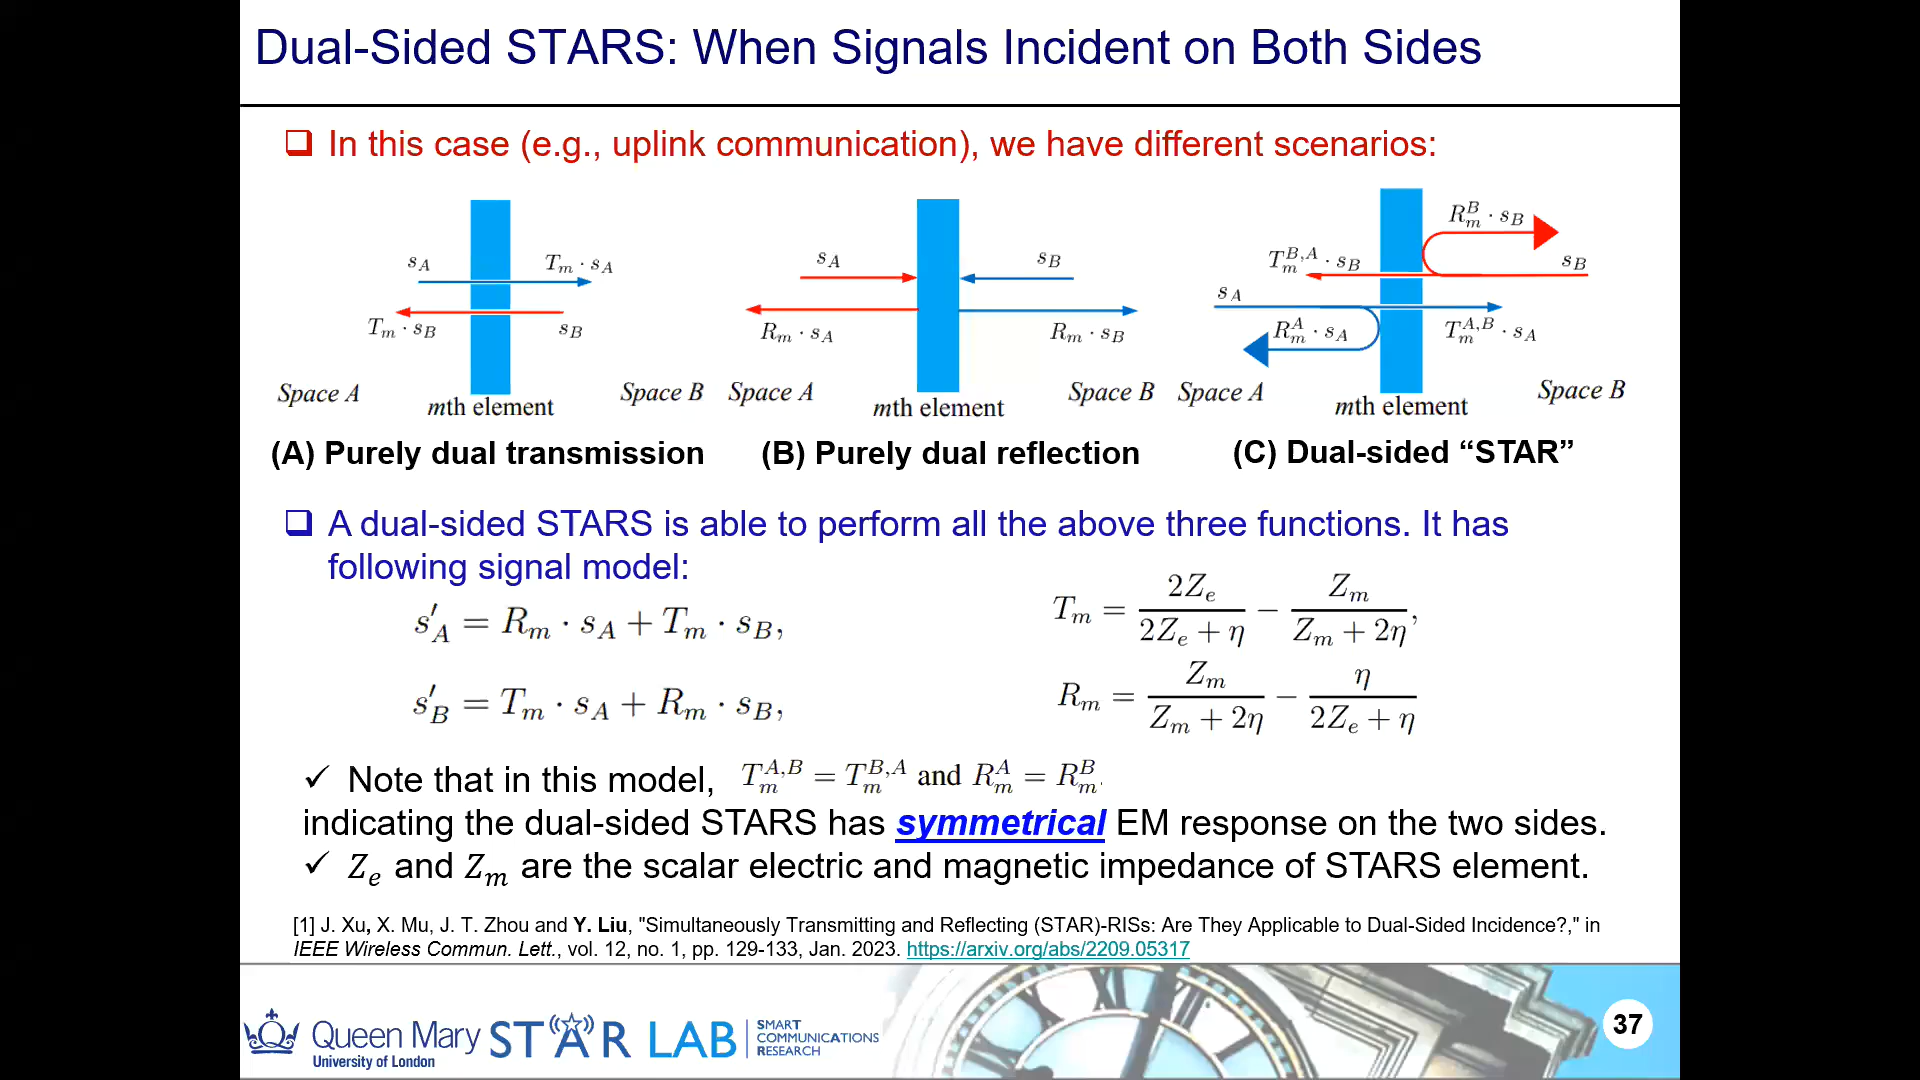 Dual-Sided STARS: When Signals Incident on Both Sides
❑ In this case (e.g., uplink communication), we have different scenarios:
s_A
T_m · s_A
T_m · s_B
s_B
Space A
mth element
Space B
(A) Purely dual transmission
s_A
s_B
R_m · s_A
R_m · s_B
Space A
mth element
Space B
(B) Purely dual reflection
R_m^B · s_B
T_m^{B,A} · s_B
s_B
s_A
R_m^A · s_A
T_m^{A,B} · s_A
Space A
mth element
Space B
(C) Dual-sided “STAR”
❑ A dual-sided STARS is able to perform all the above three functions. It has
following signal model:
s'_A = R_m · s_A + T_m · s_B,
s'_B = T_m · s_A + R_m · s_B,
T_m = 2Z_e / (2Z_e + η) − Z_m / (Z_m + 2η),
R_m = Z_m / (Z_m + 2η) − η / (2Z_e + η)
✓ Note that in this model, T_m^{A,B} = T_m^{B,A} and R_m^A = R_m^B.
indicating the dual-sided STARS has symmetrical EM response on the two sides.
✓ Z_e and Z_m are the scalar electric and magnetic impedance of STARS element.
[1] J. Xu, X. Mu, J. T. Zhou and Y. Liu, "Simultaneously Transmitting and Reflecting (STAR)-RISs: Are They Applicable to Dual-Sided Incidence?," in
IEEE Wireless Commun. Lett., vol. 12, no. 1, pp. 129-133, Jan. 2023. https://arxiv.org/abs/2209.05317
Queen Mary
University of London
STAR LAB
SMART
COMMUNICATIONS
RESEARCH
37